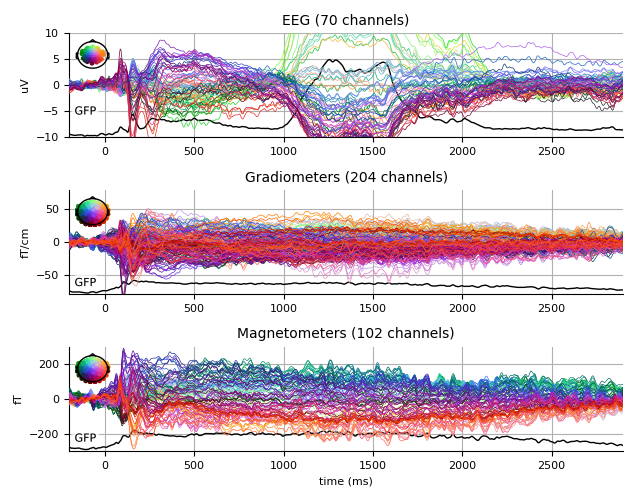 EEG (70 channels)
10
5
0
−5
−10
uV
GFP
0 500 1000 1500 2000 2500
Gradiometers (204 channels)
50
0
−50
fT/cm
GFP
0 500 1000 1500 2000 2500
Magnetometers (102 channels)
200
0
−200
fT
GFP
0 500 1000 1500 2000 2500
time (ms)